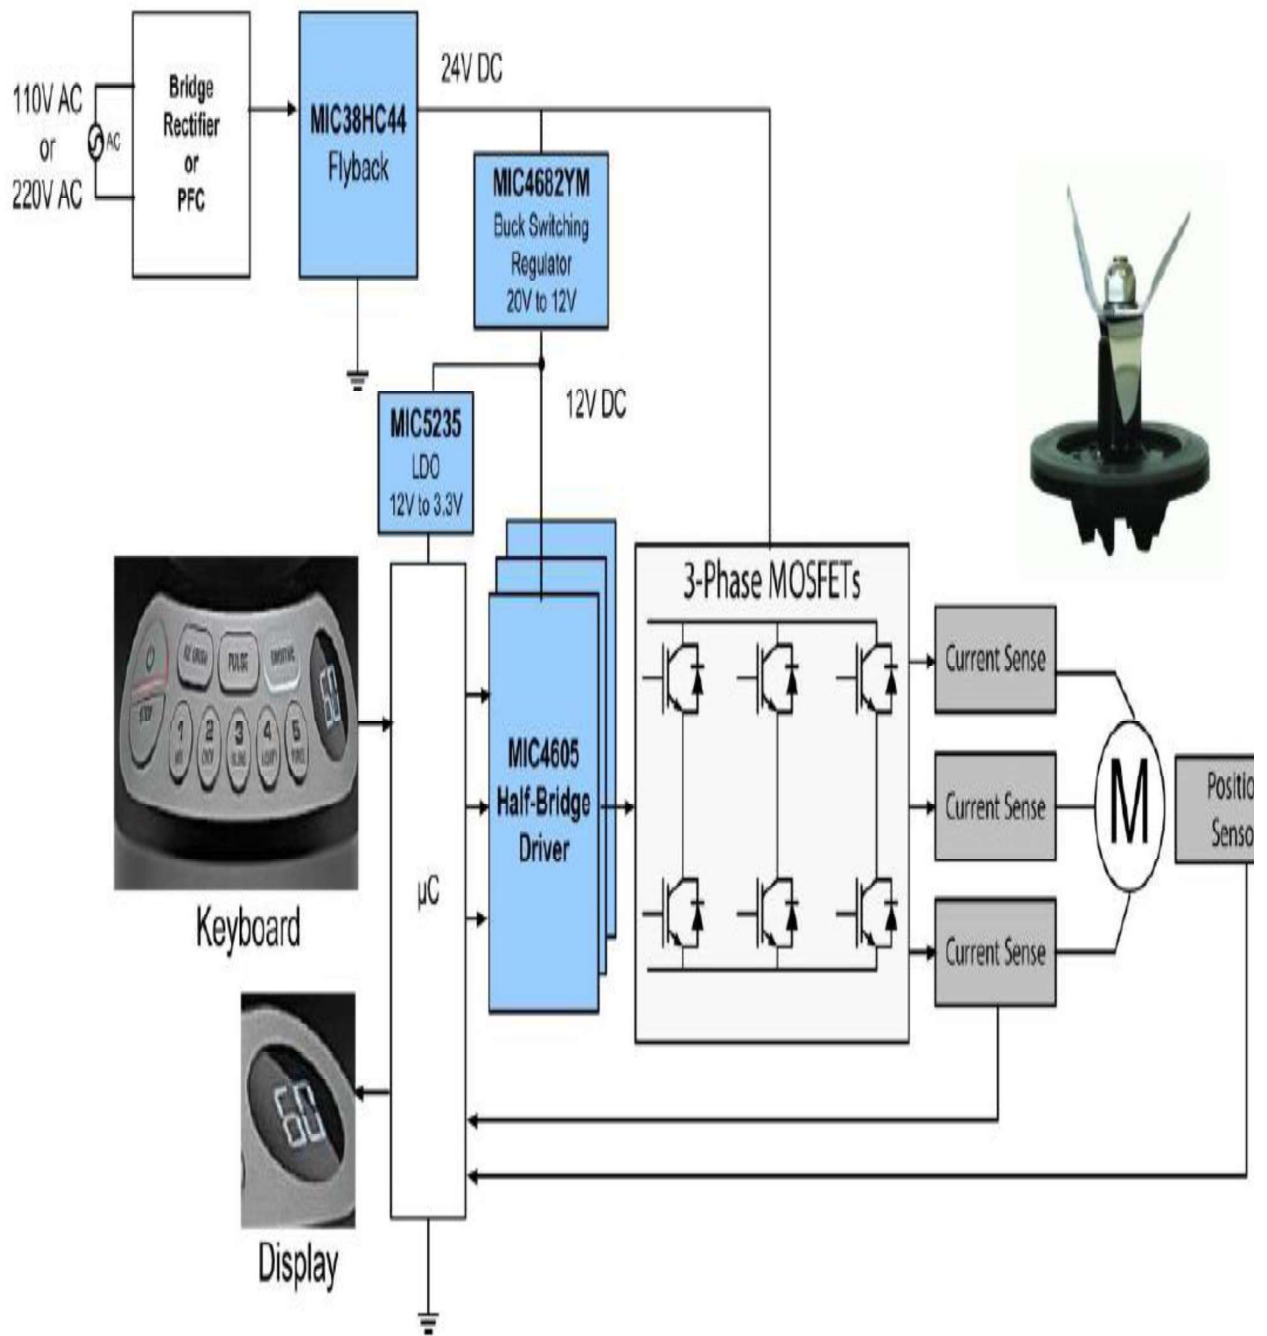 110V AC
or
220V AC
AC
Bridge
Rectifier
or
PFC
MIC38HC44
Flyback
24V DC
MIC4682YM
Buck Switching
Regulator
20V to 12V
12V DC
MIC5235
LDO
12V to 3.3V
STOP
PULSE
1
2
3
4
5
60
Keyboard
µC
MIC4605
Half-Bridge
Driver
3-Phase MOSFETs
Current Sense
Current Sense
Current Sense
M
Positio
Senso
60
Display